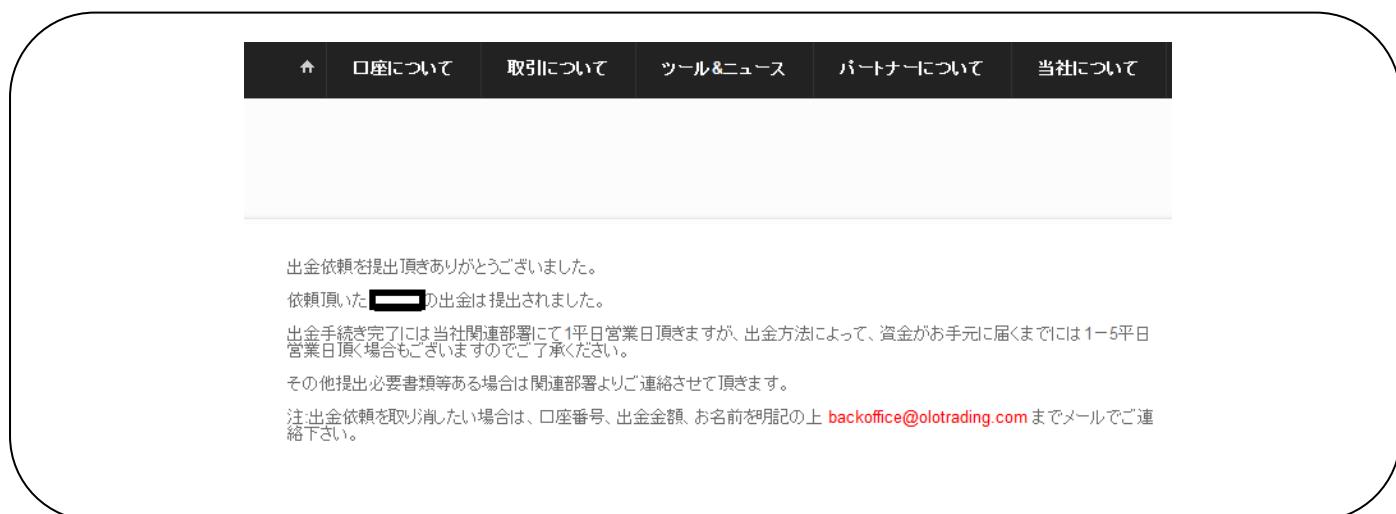 口座について 取引について ツール&ニュース パートナーについて 当社について
出金依頼を提出頂きありがとうございました。
依頼頂いた の出金は提出されました。
出金手続き完了には当社関連部署にて1平日営業日頂きますが、出金方法によって、資金がお手元に届くまでには1－5平日
営業日頂く場合もございますのでご了承ください。
その他提出必要書類等ある場合は関連部署よりご連絡させて頂きます。
注:出金依頼を取り消したい場合は、口座番号、出金金額、お名前を明記の上 backoffice@olotrading.com までメールでご連
絡下さい。